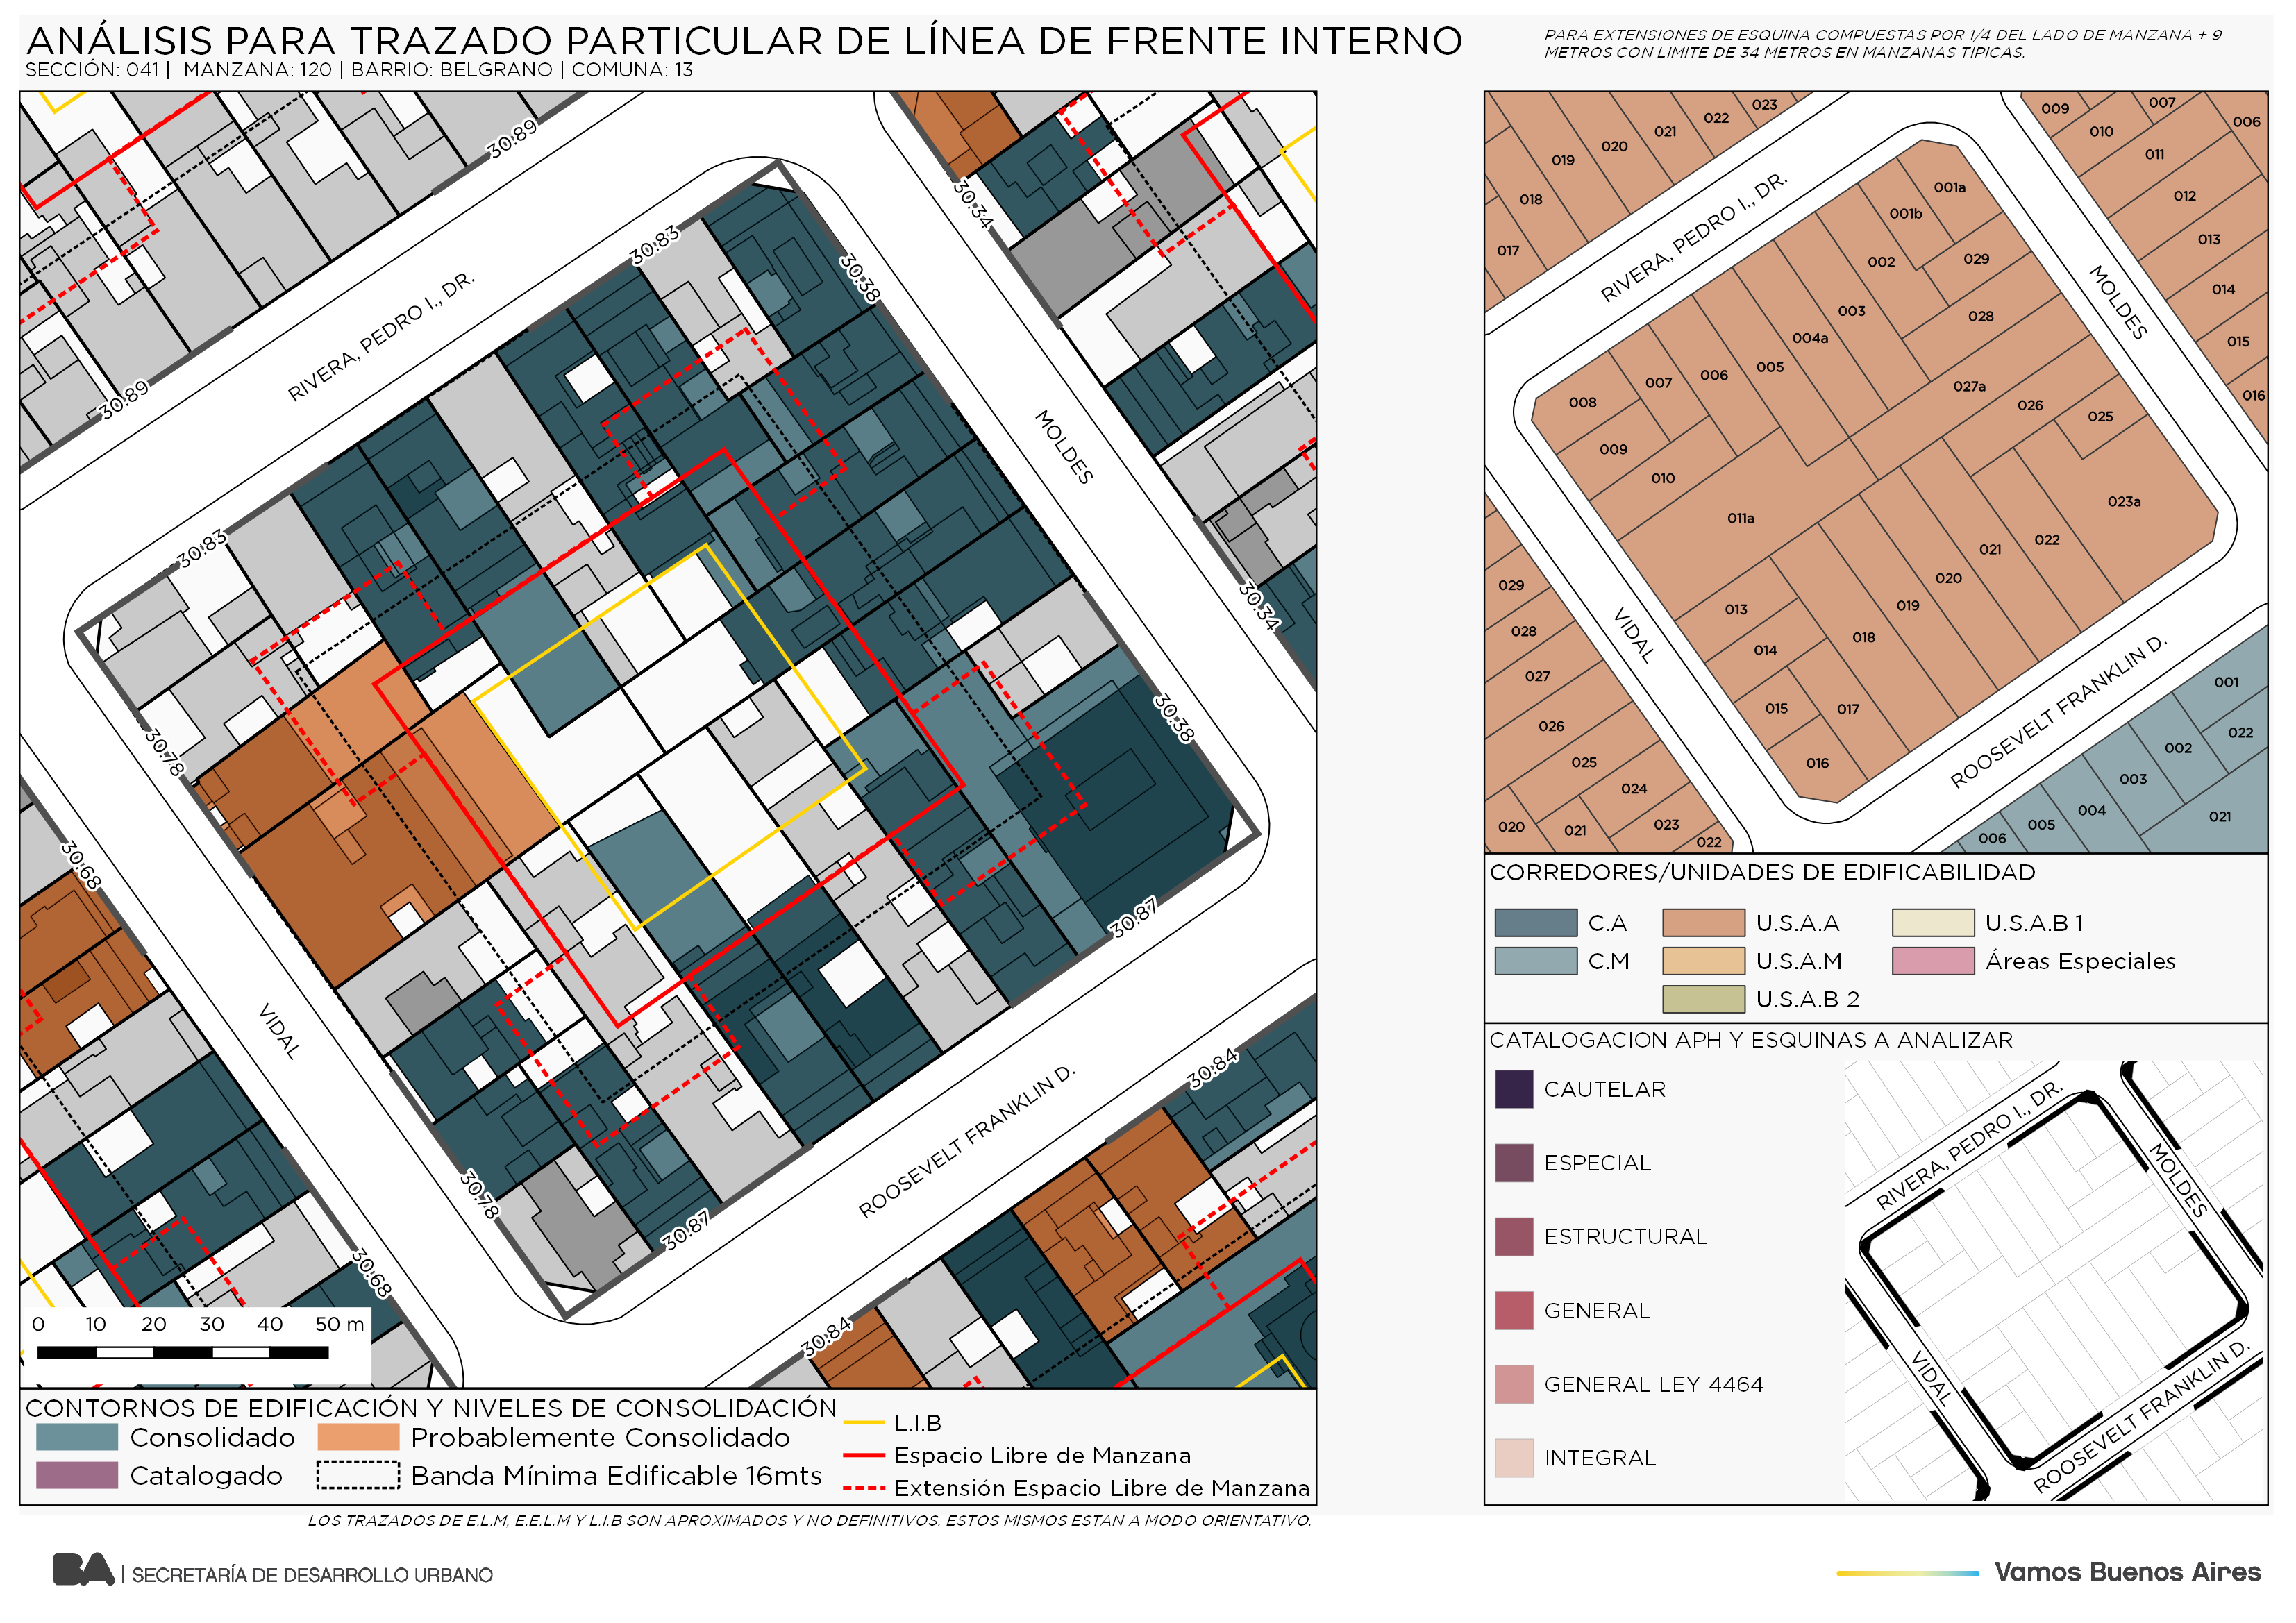 ANÁLISIS PARA TRAZADO PARTICULAR DE LÍNEA DE FRENTE INTERNO
SECCIÓN: 041 | MANZANA: 120 | BARRIO: BELGRANO | COMUNA: 13
PARA EXTENSIONES DE ESQUINA COMPUESTAS POR 1/4 DEL LADO DE MANZANA + 9
METROS CON LIMITE DE 34 METROS EN MANZANAS TIPICAS.
30.89
30.34
30.83
30.38
RIVERA, PEDRO I., DR.
30.89
MOLDES
30.83
30.34
30.78
30.38
30.68
30.87
VIDAL
30.84
ROOSEVELT FRANKLIN D.
30.78
30.87
30.68
30.84
0 10 20 30 40 50 m
CONTORNOS DE EDIFICACIÓN Y NIVELES DE CONSOLIDACIÓN
Consolidado
Probablemente Consolidado
Catalogado
Banda Mínima Edificable 16mts
L.I.B
Espacio Libre de Manzana
Extensión Espacio Libre de Manzana
LOS TRAZADOS DE E.L.M, E.E.L.M Y L.I.B SON APROXIMADOS Y NO DEFINITIVOS. ESTOS MISMOS ESTAN A MODO ORIENTATIVO.
023
022
021
020
019
018
017
009
007
010
006
011
012
013
014
015
016
RIVERA, PEDRO I., DR.
MOLDES
001a
001b
029
002
028
003
004a
005
006
007
008
027a
026
025
009
010
011a
023a
022
021
020
019
018
013
014
015
017
016
VIDAL
ROOSEVELT FRANKLIN D.
029
028
027
026
025
024
023
022
021
020
001
022
002
003
004
005
006
021
CORREDORES/UNIDADES DE EDIFICABILIDAD
C.A
U.S.A.A
U.S.A.B 1
C.M
U.S.A.M
Áreas Especiales
U.S.A.B 2
CATALOGACION APH Y ESQUINAS A ANALIZAR
CAUTELAR
ESPECIAL
ESTRUCTURAL
GENERAL
GENERAL LEY 4464
INTEGRAL
RIVERA, PEDRO I., DR.
MOLDES
VIDAL
ROOSEVELT FRANKLIN D.
BA | SECRETARÍA DE DESARROLLO URBANO
Vamos Buenos Aires